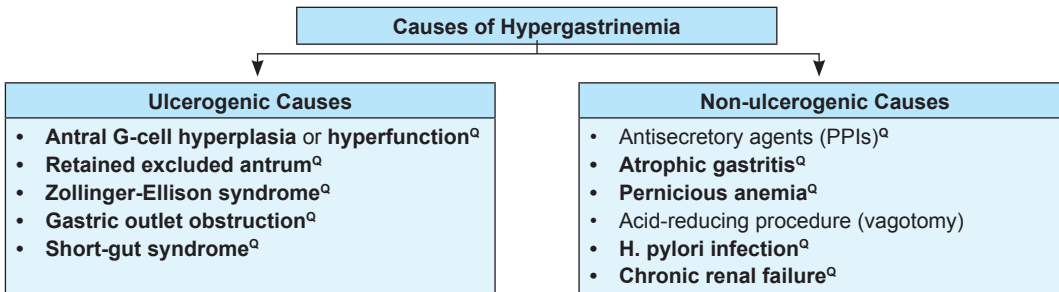 Causes of Hypergastrinemia
Ulcerogenic Causes
• Antral G-cell hyperplasia or hyperfunctionQ
• Retained excluded antrumQ
• Zollinger-Ellison syndromeQ
• Gastric outlet obstructionQ
• Short-gut syndromeQ
Non-ulcerogenic Causes
• Antisecretory agents (PPIs)Q
• Atrophic gastritisQ
• Pernicious anemiaQ
• Acid-reducing procedure (vagotomy)
• H. pylori infectionQ
• Chronic renal failureQ